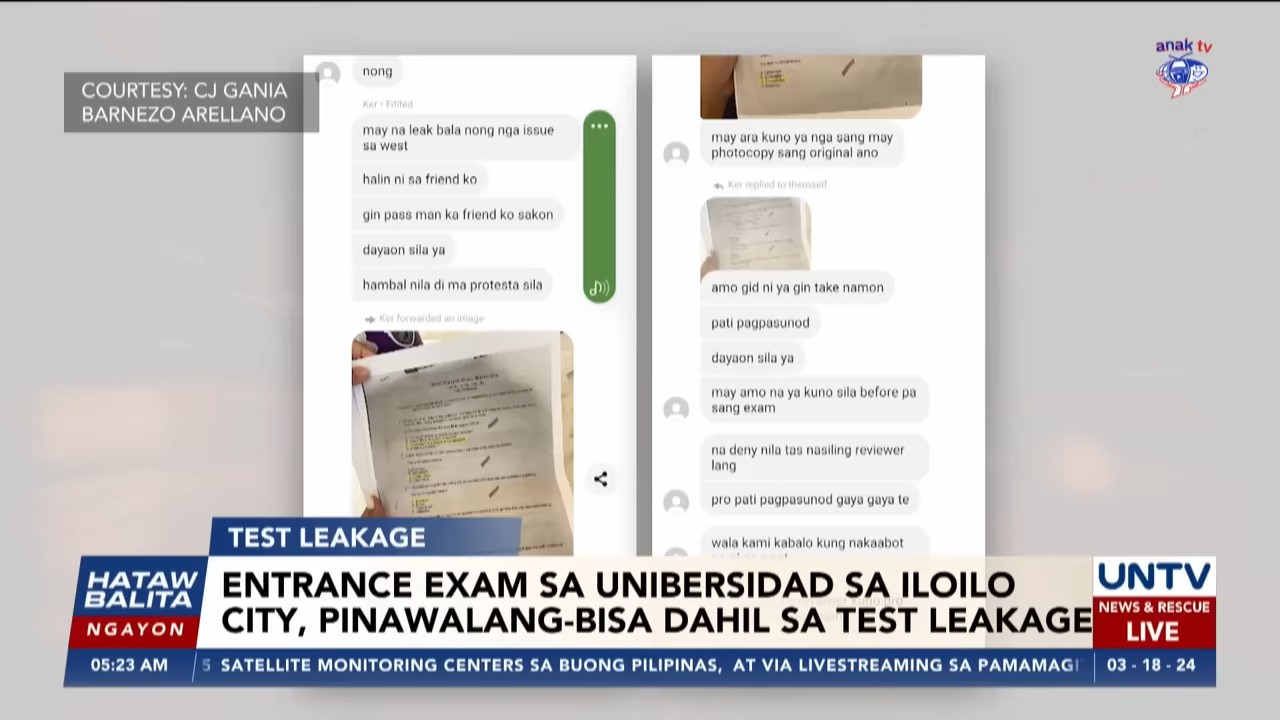 anak tv
COURTESY: CJ GANIA
BARNEZO ARELLANO
nong
Ker • Edited
may na leak bala nong nga issue
sa west
halin ni sa friend ko
gin pass man ka friend ko sakon
dayaon sila ya
hambal nila di ma protesta sila
Ker forwarded an image
may ara kuno ya nga sang may
photocopy sang original ano
Ker replied to themself
amo gid ni ya gin take namon
pati pagpasunod
dayaon sila ya
may amo na ya kuno sila before pa
sang exam
na deny nila tas nasiling reviewer
lang
pro pati pagpasunod gaya gaya te
wala kami kabalo kung nakaabot
TEST LEAKAGE
HATAW
BALITA
NGAYON
ENTRANCE EXAM SA UNIBERSIDAD SA ILOILO
CITY, PINAWALANG-BISA DAHIL SA TEST LEAKAGE
UNTV
NEWS & RESCUE
LIVE
05:23 AM
5 SATELLITE MONITORING CENTERS SA BUONG PILIPINAS, AT VIA LIVESTREAMING SA PAMAMAGI
03 - 18 - 24